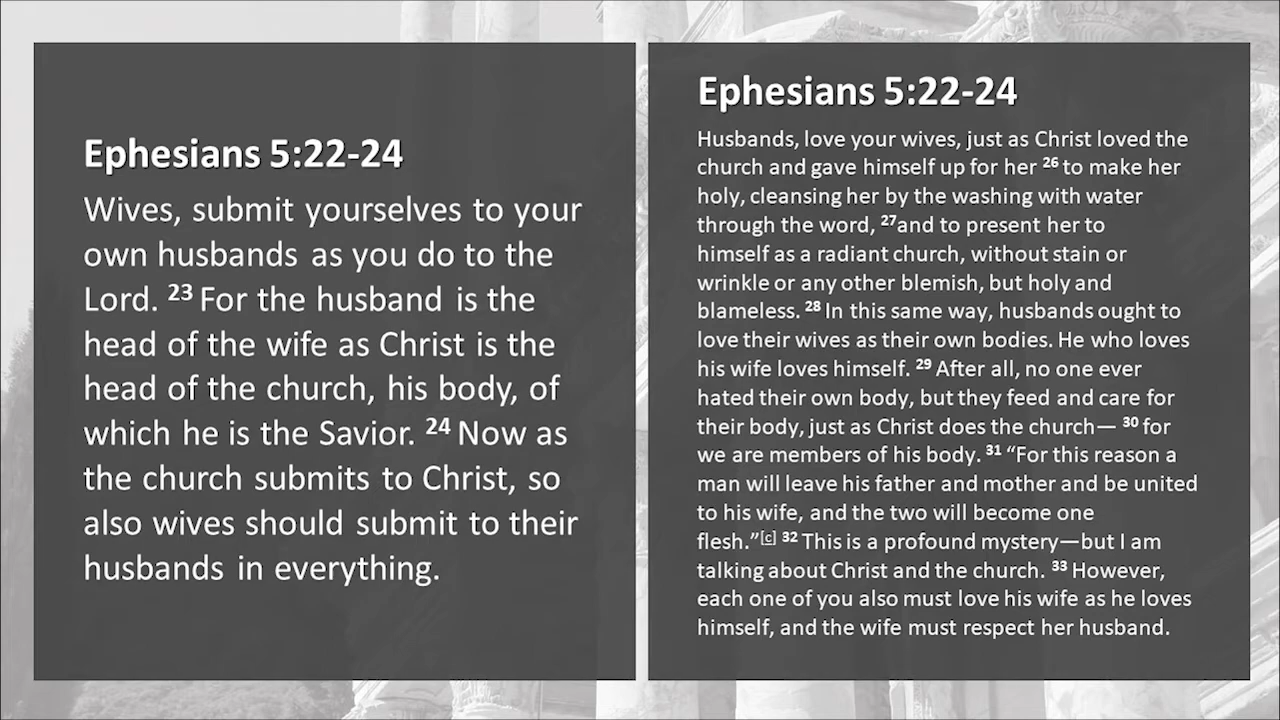 Ephesians 5:22-24
Wives, submit yourselves to your
own husbands as you do to the
Lord. 23 For the husband is the
head of the wife as Christ is the
head of the church, his body, of
which he is the Savior. 24 Now as
the church submits to Christ, so
also wives should submit to their
husbands in everything.
Ephesians 5:22-24
Husbands, love your wives, just as Christ loved the
church and gave himself up for her 26 to make her
holy, cleansing her by the washing with water
through the word, 27and to present her to
himself as a radiant church, without stain or
wrinkle or any other blemish, but holy and
blameless. 28 In this same way, husbands ought to
love their wives as their own bodies. He who loves
his wife loves himself. 29 After all, no one ever
hated their own body, but they feed and care for
their body, just as Christ does the church— 30 for
we are members of his body. 31 “For this reason a
man will leave his father and mother and be united
to his wife, and the two will become one
flesh.”[c] 32 This is a profound mystery—but I am
talking about Christ and the church. 33 However,
each one of you also must love his wife as he loves
himself, and the wife must respect her husband.